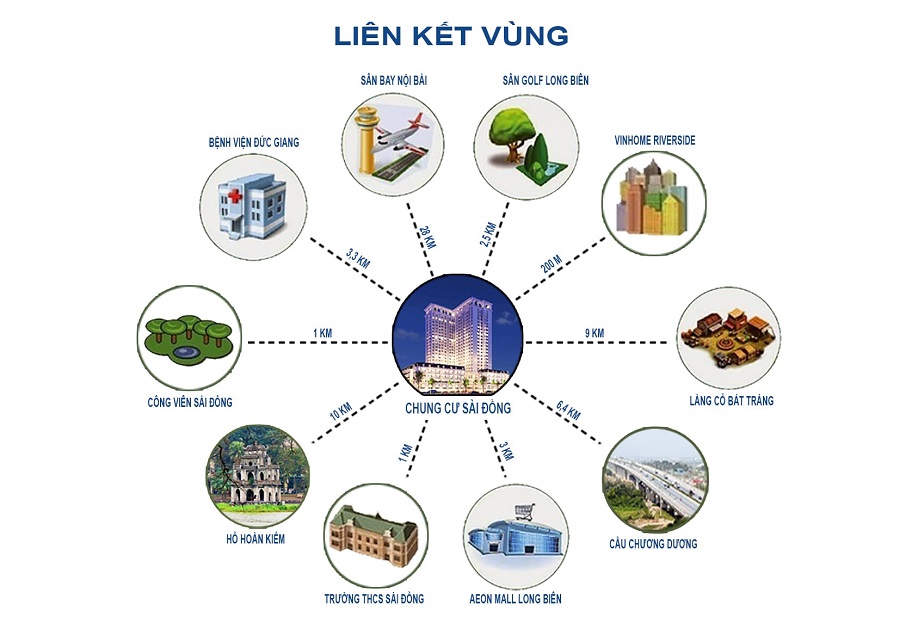 LIÊN KẾT VÙNG
SÂN BAY NỘI BÀI
SÂN GOLF LONG BIÊN
BỆNH VIỆN ĐỨC GIANG
VINHOME RIVERSIDE
28 KM
2,5 KM
3,3 KM
200 M
1 KM
9 KM
CÔNG VIÊN SÀI ĐỒNG
LÀNG CỔ BÁT TRÀNG
CHUNG CƯ SÀI ĐỒNG
10 KM
6,4 KM
1 KM
3 KM
HỒ HOÀN KIẾM
CẦU CHƯƠNG DƯƠNG
TRƯỜNG THCS SÀI ĐỒNG
AEON MALL LONG BIÊN